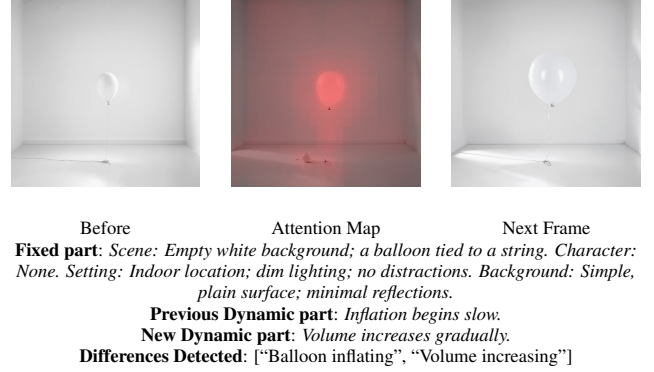 Before Attention Map Next Frame
Fixed part: Scene: Empty white background; a balloon tied to a string. Character:
None. Setting: Indoor location; dim lighting; no distractions. Background: Simple,
plain surface; minimal reflections.
Previous Dynamic part: Inflation begins slow.
New Dynamic part: Volume increases gradually.
Differences Detected: [“Balloon inflating”, “Volume increasing”]